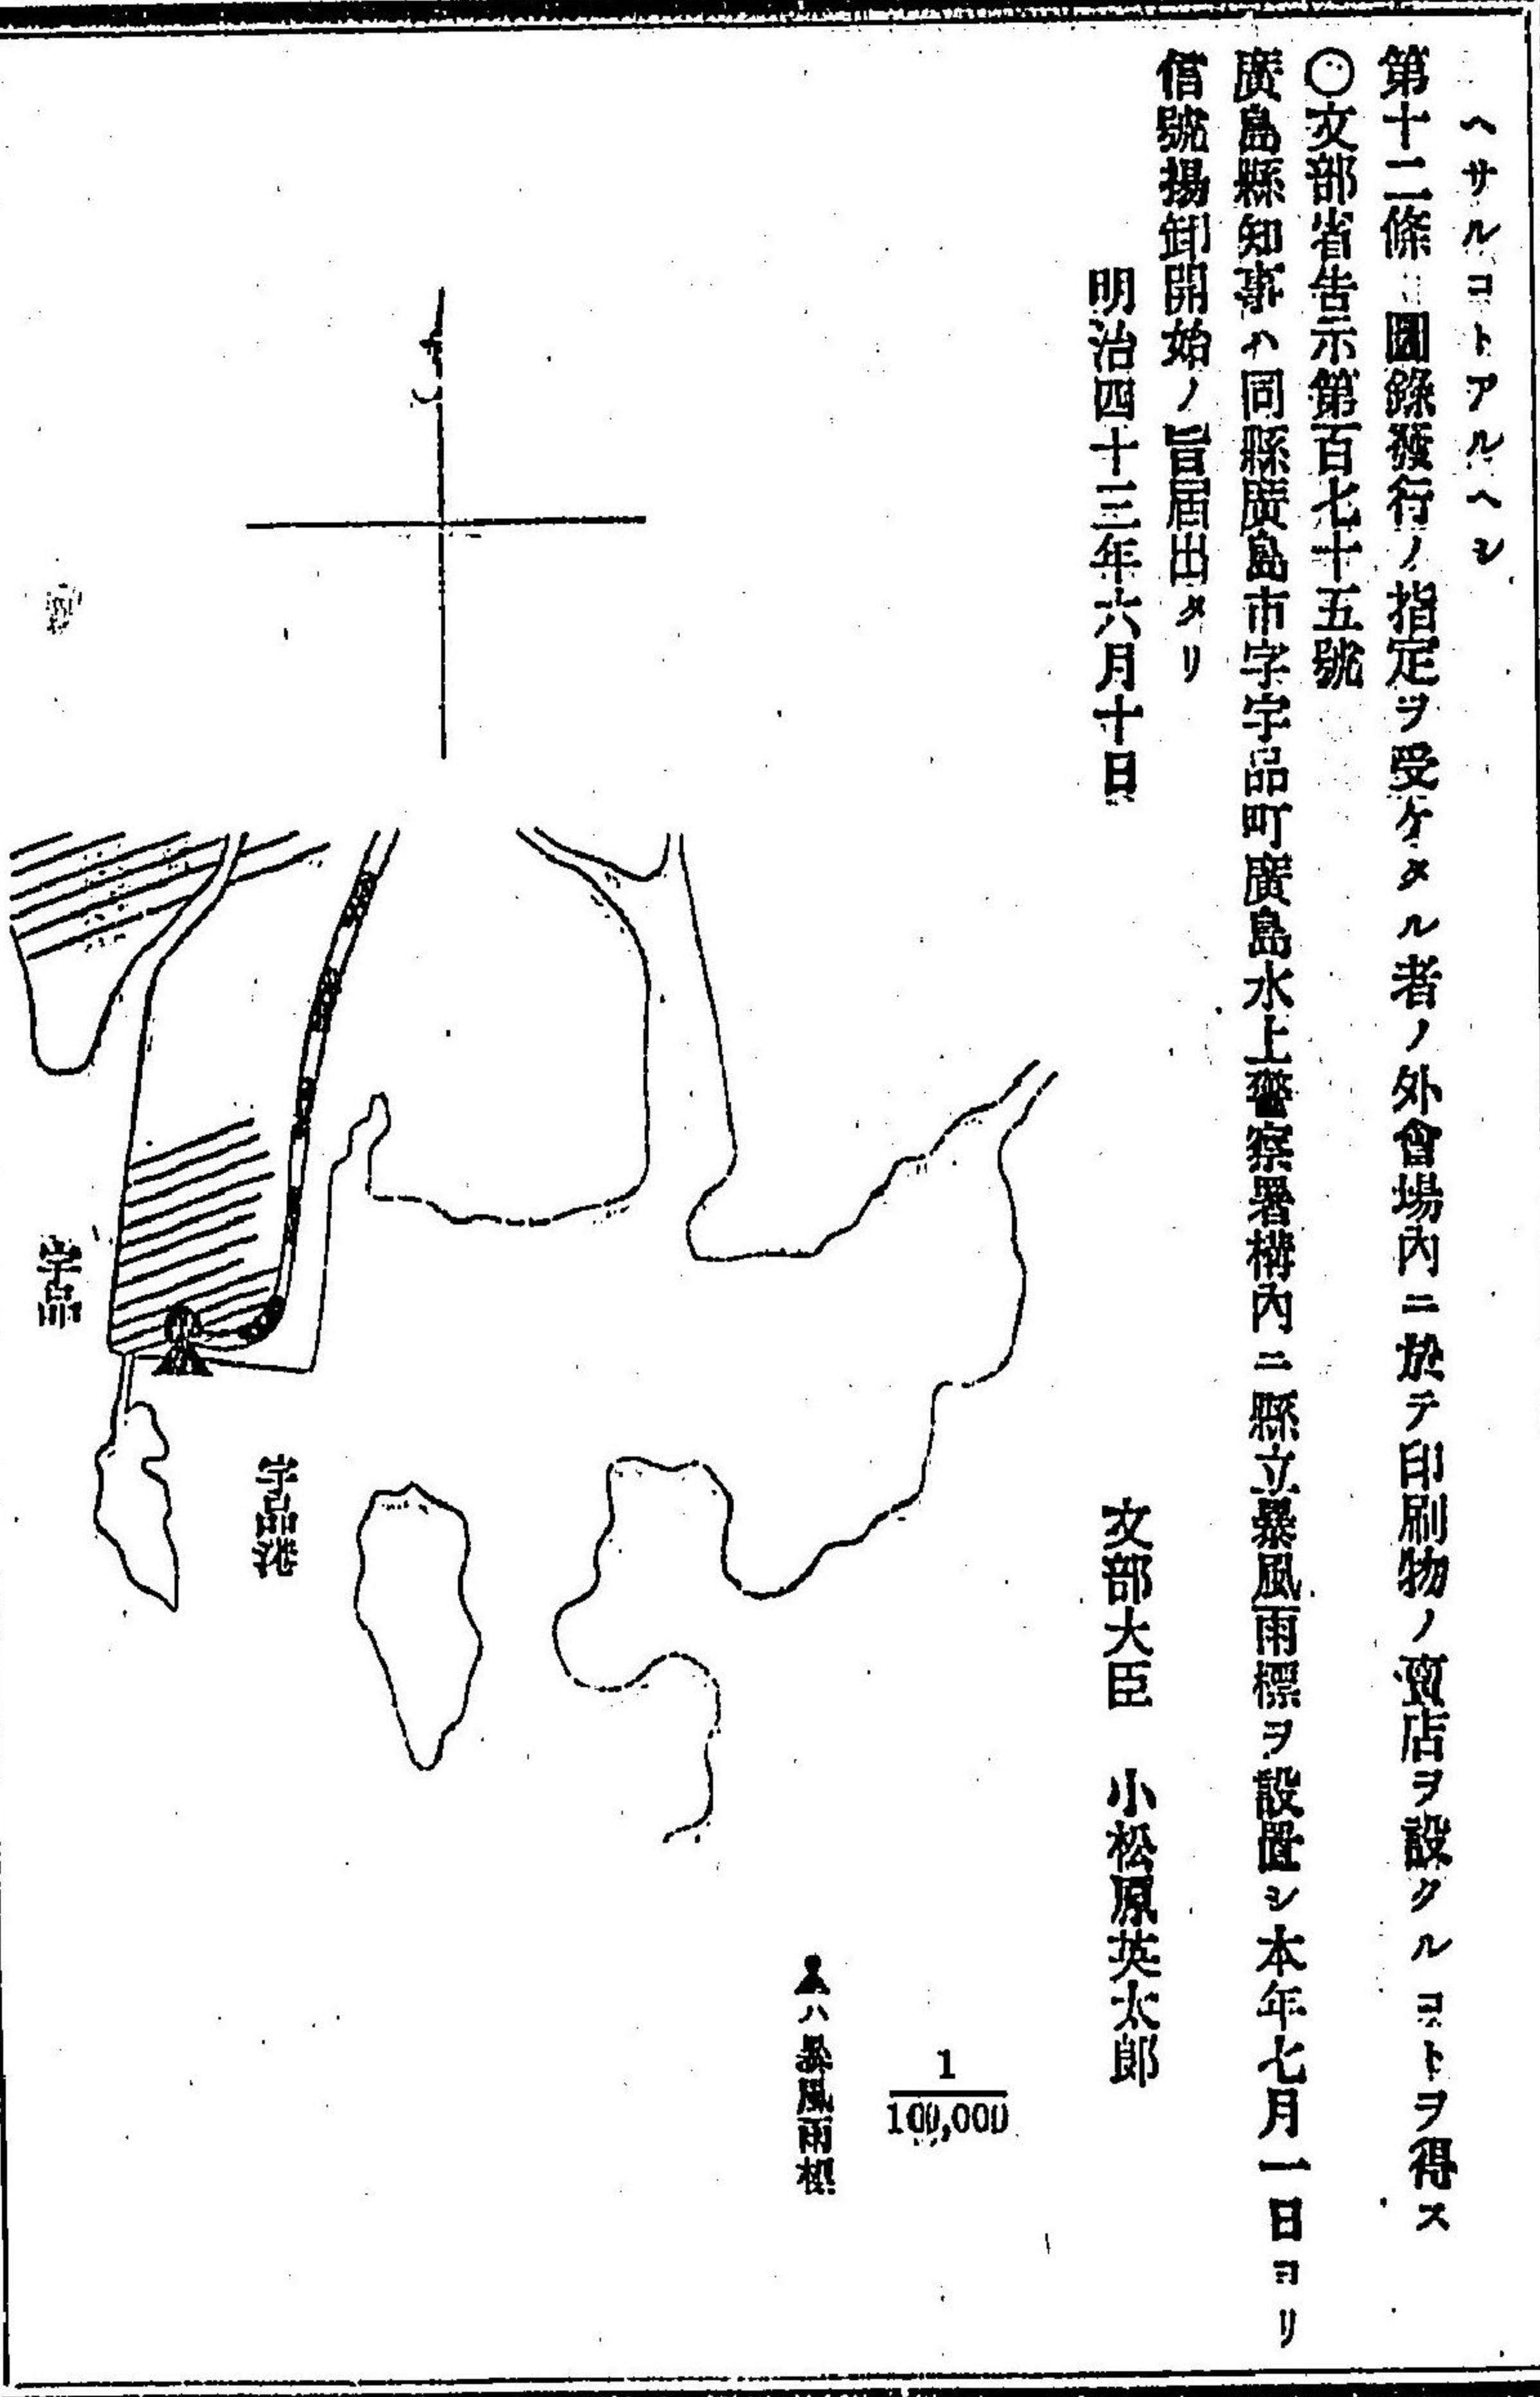 ヘサルコトアルヘシ
第十二條 圖錄發行ノ指定ヲ受ケタル者ノ外會場內ニ於テ印刷物ノ賣店ヲ設クルコトヲ得ス
○文部省告示第百七十五號
廣島縣知事ハ同縣廣島市字宇品町廣島水上警察署構內ニ縣立暴風雨標ヲ設置シ本年七月一日ヨリ
信號揚卸開始ノ旨届出タリ
明治四十三年六月十日
文部大臣 小松原英太郎
1
100,000
ハ暴風雨標
宇品港
宇品